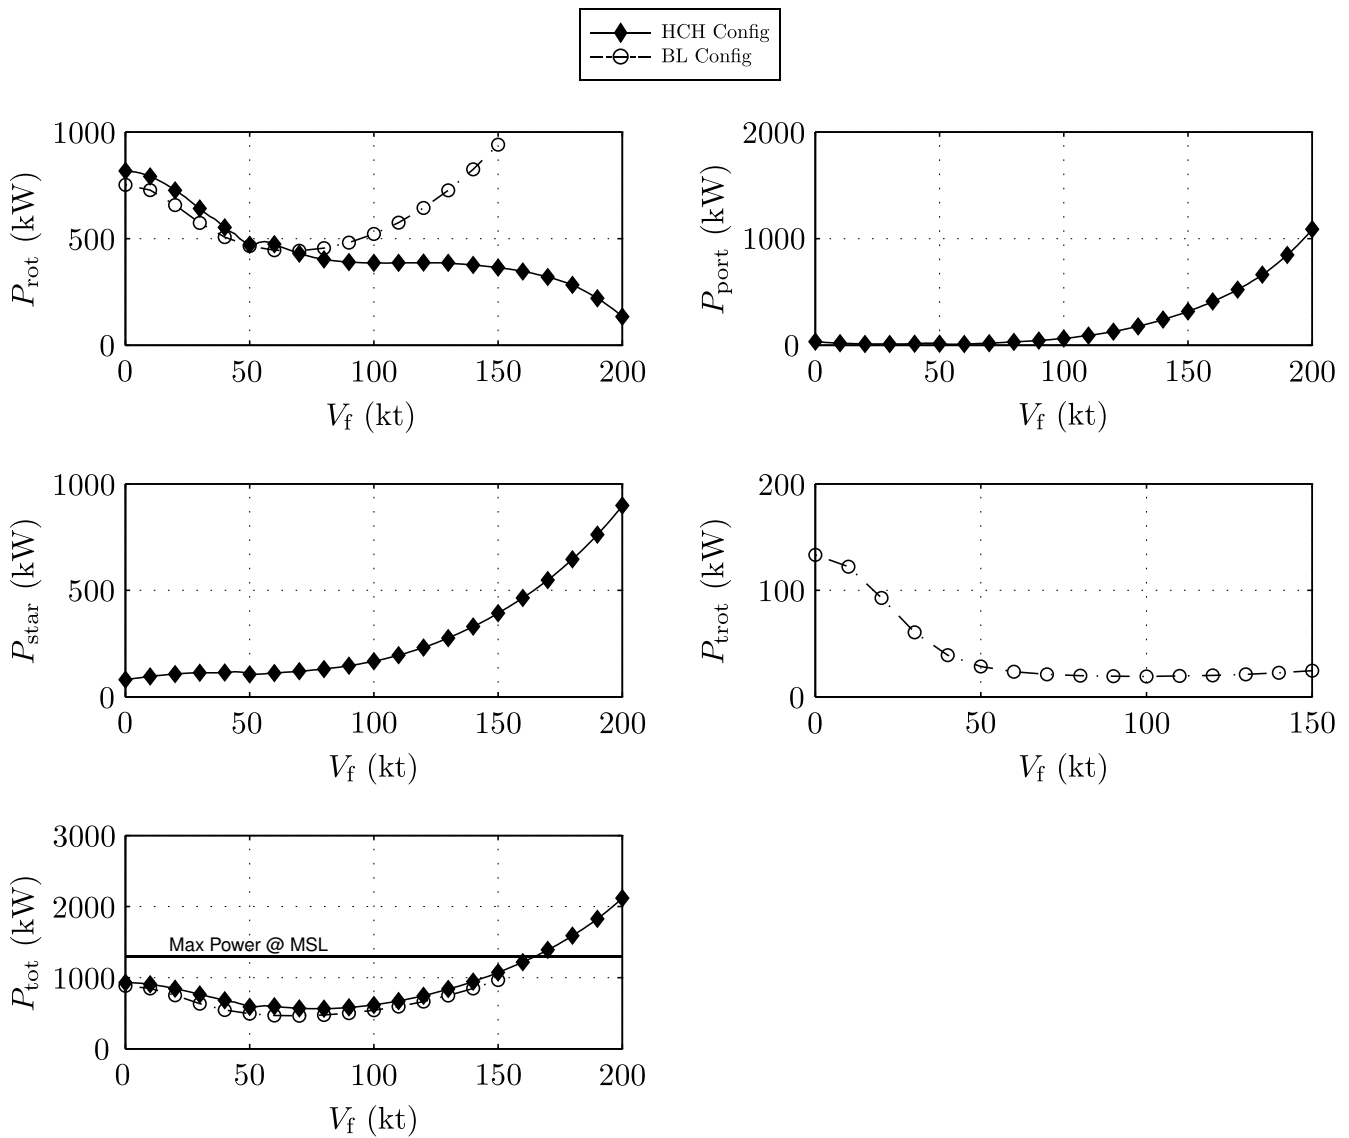 HCH Config
BL Config
1000
500
0
0 50 100 150 200
P_rot (kW)
V_f (kt)
2000
1000
0
0 50 100 150 200
P_port (kW)
V_f (kt)
1000
500
0
0 50 100 150 200
P_star (kW)
V_f (kt)
200
100
0
0 50 100 150
P_trot (kW)
V_f (kt)
3000
2000
Max Power @ MSL
1000
0
0 50 100 150 200
P_tot (kW)
V_f (kt)